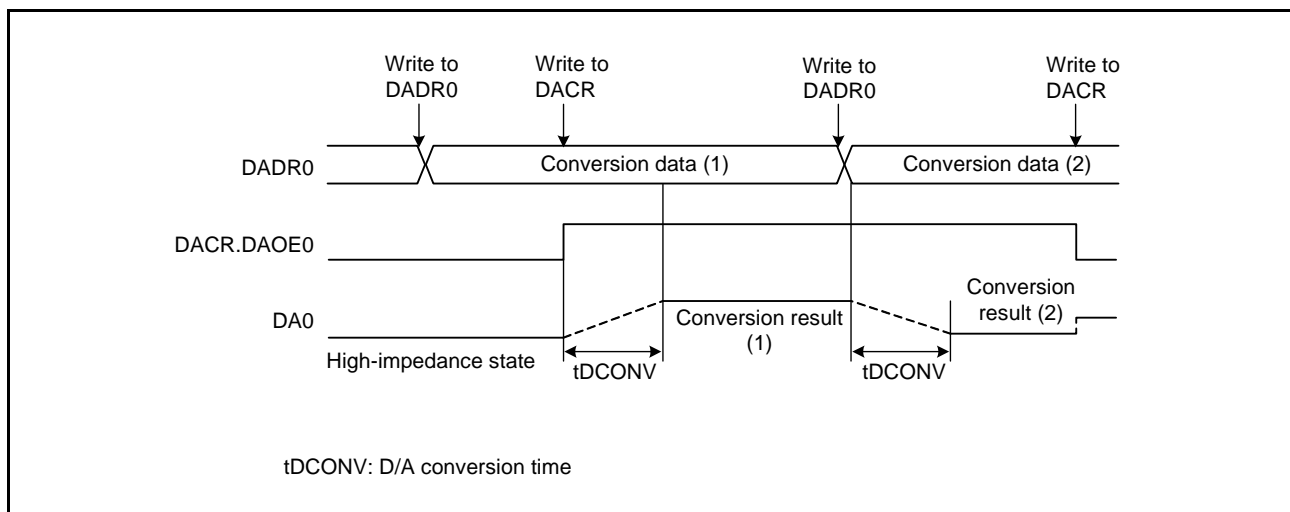 Write to
DADR0
Write to
DACR
Write to
DADR0
Write to
DACR
DADR0
Conversion data (1)
Conversion data (2)
DACR.DAOE0
DA0
High-impedance state
Conversion result
(1)
Conversion
result (2)
tDCONV
tDCONV
tDCONV: D/A conversion time